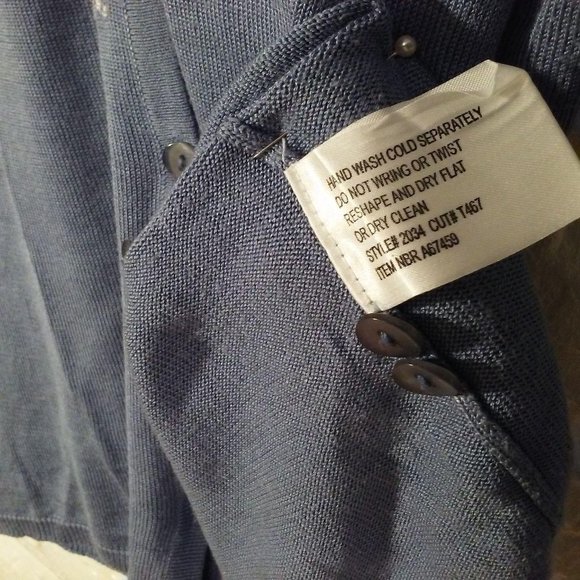 HAND WASH COLD SEPARATELY
DO NOT WRING OR TWIST
RESHAPE AND DRY FLAT
OR DRY CLEAN
STYLE# 2034 CUT# T467
ITEM NBR. A67459